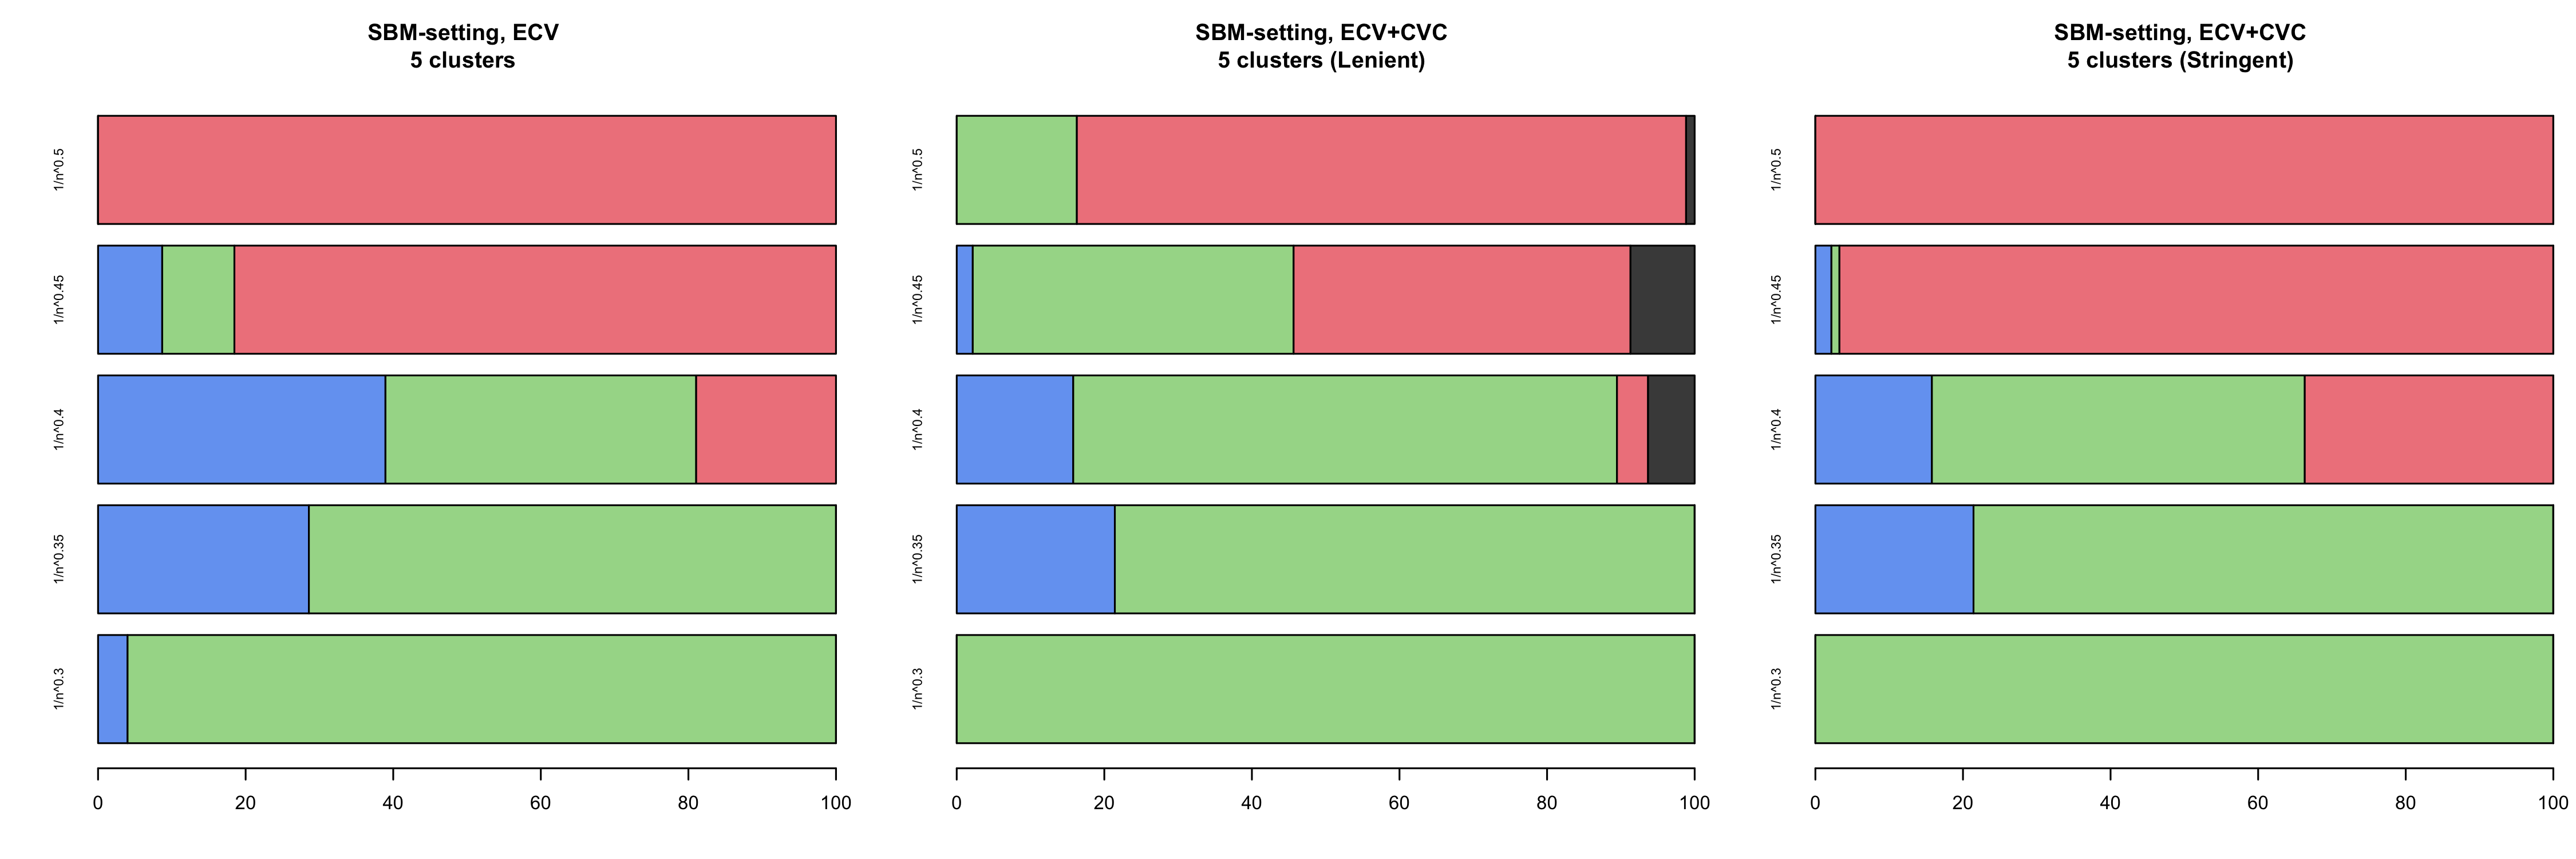 SBM-setting, ECV
5 clusters
1/n^0.5
1/n^0.45
1/n^0.4
1/n^0.35
1/n^0.3
0 20 40 60 80 100
SBM-setting, ECV+CVC
5 clusters (Lenient)
1/n^0.5
1/n^0.45
1/n^0.4
1/n^0.35
1/n^0.3
0 20 40 60 80 100
SBM-setting, ECV+CVC
5 clusters (Stringent)
1/n^0.5
1/n^0.45
1/n^0.4
1/n^0.35
1/n^0.3
0 20 40 60 80 100